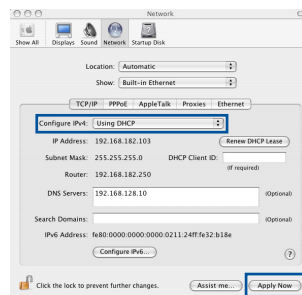 Network
Show All Displays Sound Network Startup Disk
Location: Automatic
Show: Built-in Ethernet
TCP/IP PPPoE AppleTalk Proxies Ethernet
Configure IPv4: Using DHCP
IP Address: 192.168.182.103 Renew DHCP Lease
Subnet Mask: 255.255.255.0 DHCP Client ID:
(If required)
Router: 192.168.182.250
DNS Servers: 192.168.128.10 (Optional)
Search Domains: (Optional)
IPv6 Address: fe80:0000:0000:0000:0211:24ff:fe32:b18e
Configure IPv6... ?
Click the lock to prevent further changes. Assist me... Apply Now